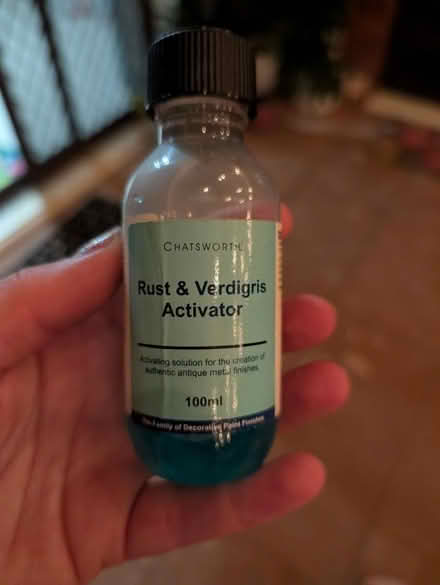 CHATSWORTH
Rust & Verdigris
Activator
Activating solution for the creation of
authentic antique metal finishes.
100ml
The Family of Decorative Paint Finishes